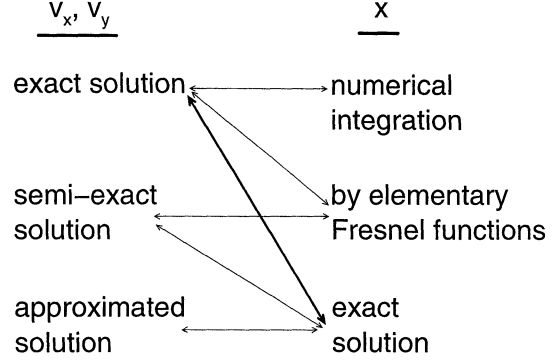 vx, vy
x
exact solution
numerical
integration
semi-exact
solution
by elementary
Fresnel functions
approximated
solution
exact
solution